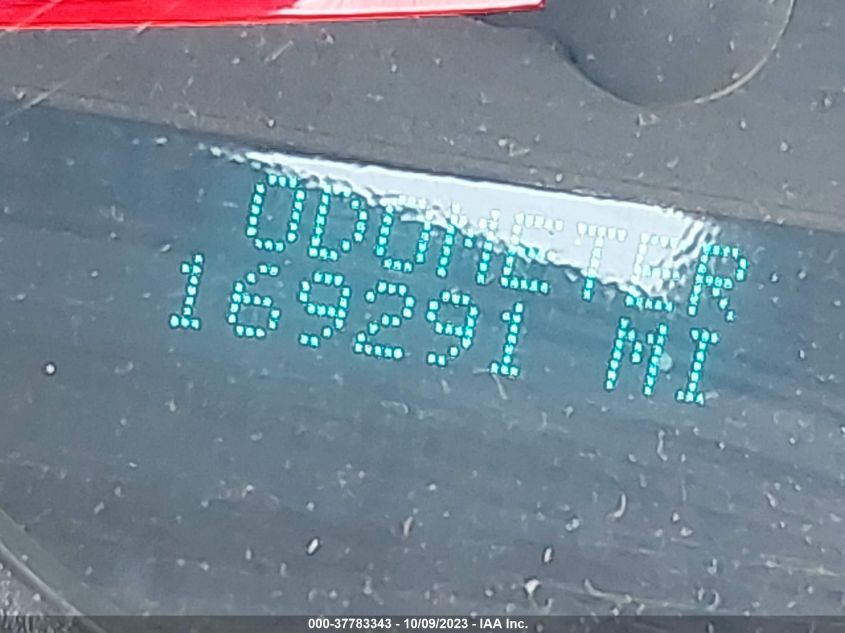 ODOMETER
169291 MI
000-37783343 - 10/09/2023 - IAA Inc.